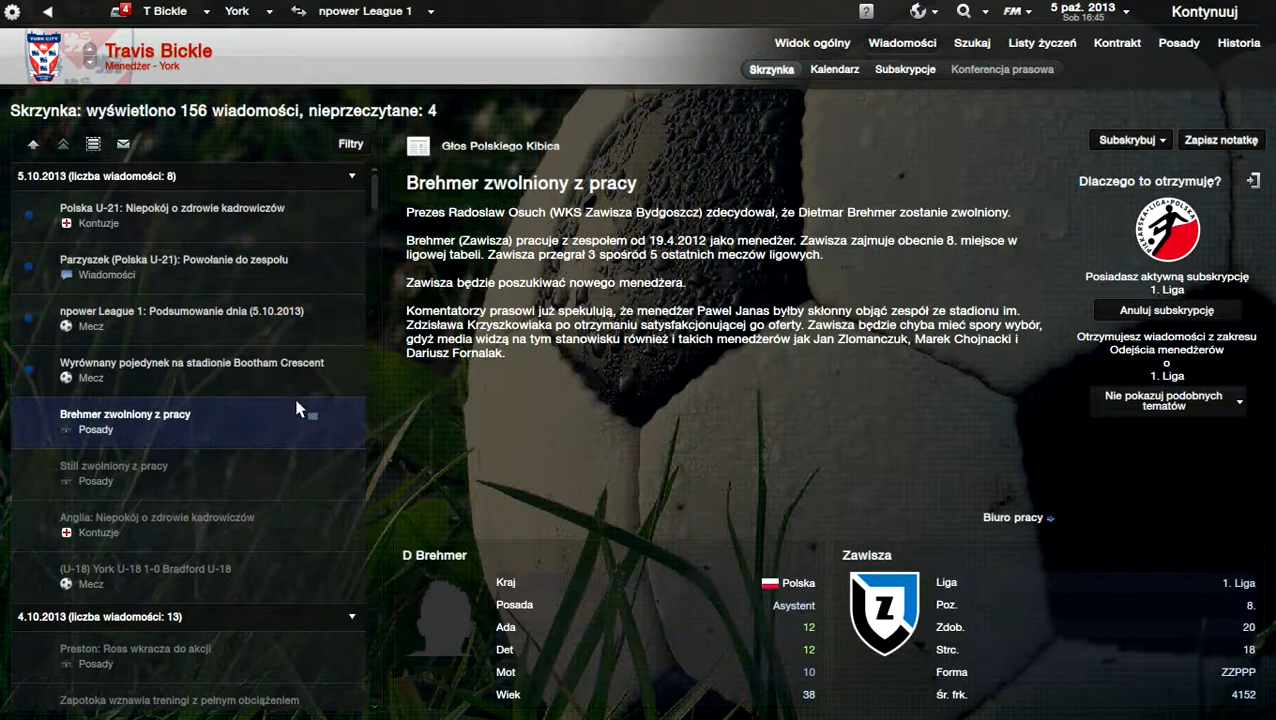 4 T Bickle York npower League 1 ? FM 5 paź. 2013 Sob 16:45 Kontynuuj
YORK CITY
Travis Bickle
Menedżer - York
Widok ogólny Wiadomości Szukaj Listy życzeń Kontrakt Posady Historia
Skrzynka Kalendarz Subskrypcje Konferencja prasowa
Skrzynka: wyświetlono 156 wiadomości, nieprzeczytane: 4
Filtry
5.10.2013 (liczba wiadomości: 8)
Polska U-21: Niepokój o zdrowie kadrowiczów
Kontuzje
Parzyszek (Polska U-21): Powołanie do zespołu
Wiadomości
npower League 1: Podsumowanie dnia (5.10.2013)
Mecz
Wyrównany pojedynek na stadionie Bootham Crescent
Mecz
Brehmer zwolniony z pracy
Posady
Still zwolniony z pracy
Posady
Anglia: Niepokój o zdrowie kadrowiczów
Kontuzje
(U-18) York U-18 1-0 Bradford U-18
Mecz
4.10.2013 (liczba wiadomości: 13)
Preston: Ross wkracza do akcji
Posady
Zapotoka wznawia treningi z pełnym obciążeniem
Głos Polskiego Kibica
Brehmer zwolniony z pracy
Prezes Radoslaw Osuch (WKS Zawisza Bydgoszcz) zdecydował, że Dietmar Brehmer zostanie zwolniony.
Brehmer (Zawisza) pracuje z zespołem od 19.4.2012 jako menedżer. Zawisza zajmuje obecnie 8. miejsce w
ligowej tabeli. Zawisza przegrał 3 spośród 5 ostatnich meczów ligowych.
Zawisza będzie poszukiwać nowego menedżera.
Komentatorzy prasowi już spekulują, że menedżer Pawel Janas byłby skłonny objąć zespół ze stadionu im.
Zdzisława Krzyszkowiaka po otrzymaniu satysfakcjonującej go oferty. Zawisza będzie chyba mieć spory wybór,
gdyż media widzą na tym stanowisku również i takich menedżerów jak Jan Zlomanczuk, Marek Chojnacki i
Dariusz Fornalak.
Subskrybuj Zapisz notatkę
Dlaczego to otrzymuję?
PIŁKARSKA LIGA POLSKA
Posiadasz aktywną subskrypcję
1. Liga
Anuluj subskrypcję
Otrzymujesz wiadomości z zakresu
Odejścia menedżerów
o
1. Liga
Nie pokazuj podobnych
tematów
Biuro pracy
D Brehmer
Kraj Polska
Posada Asystent
Ada 12
Det 12
Mot 10
Wiek 38
Zawisza
Z
Liga 1. Liga
Poz. 8.
Zdob. 20
Strc. 18
Forma ZZPPP
Śr. frk. 4152